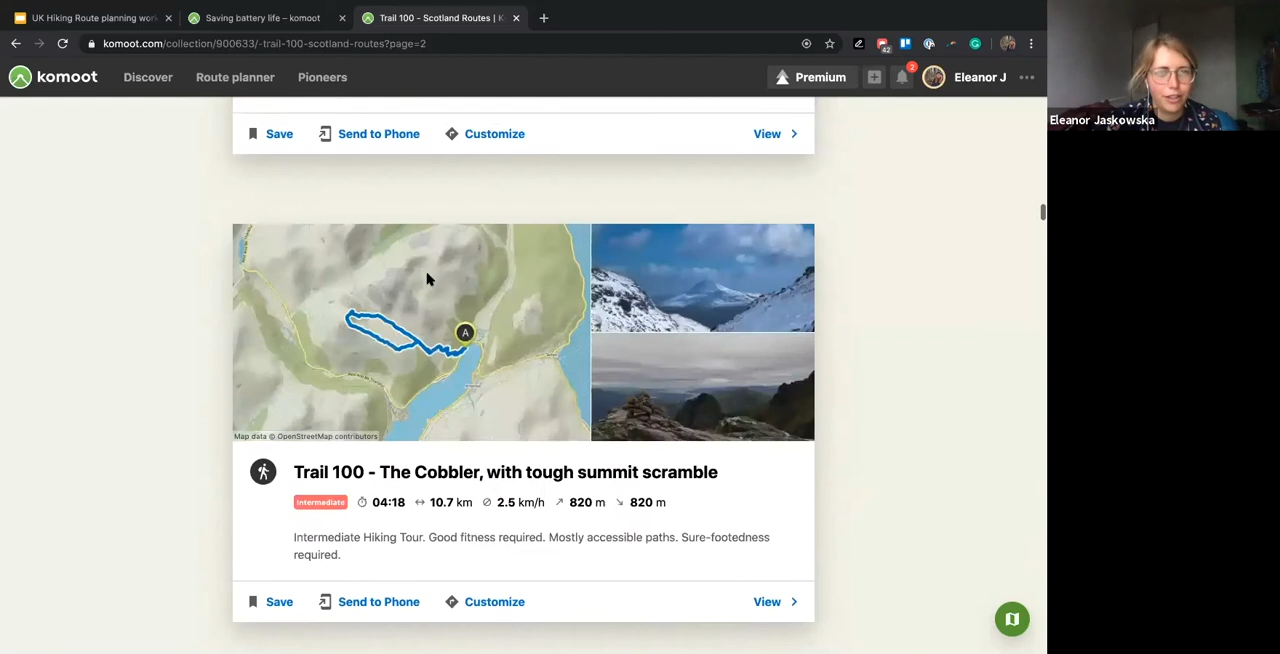 UK Hiking Route planning wor
Saving battery life – komoot
Trail 100 - Scotland Routes | K
komoot.com/collection/900633/-trail-100-scotland-routes?page=2
42
komoot
Discover
Route planner
Pioneers
Premium
2
Eleanor J
Eleanor Jaskowska
Save
Send to Phone
Customize
View
A
Map data © OpenStreetMap contributors
Trail 100 - The Cobbler, with tough summit scramble
Intermediate
04:18
10.7 km
2.5 km/h
820 m
820 m
Intermediate Hiking Tour. Good fitness required. Mostly accessible paths. Sure-footedness
required.
Save
Send to Phone
Customize
View